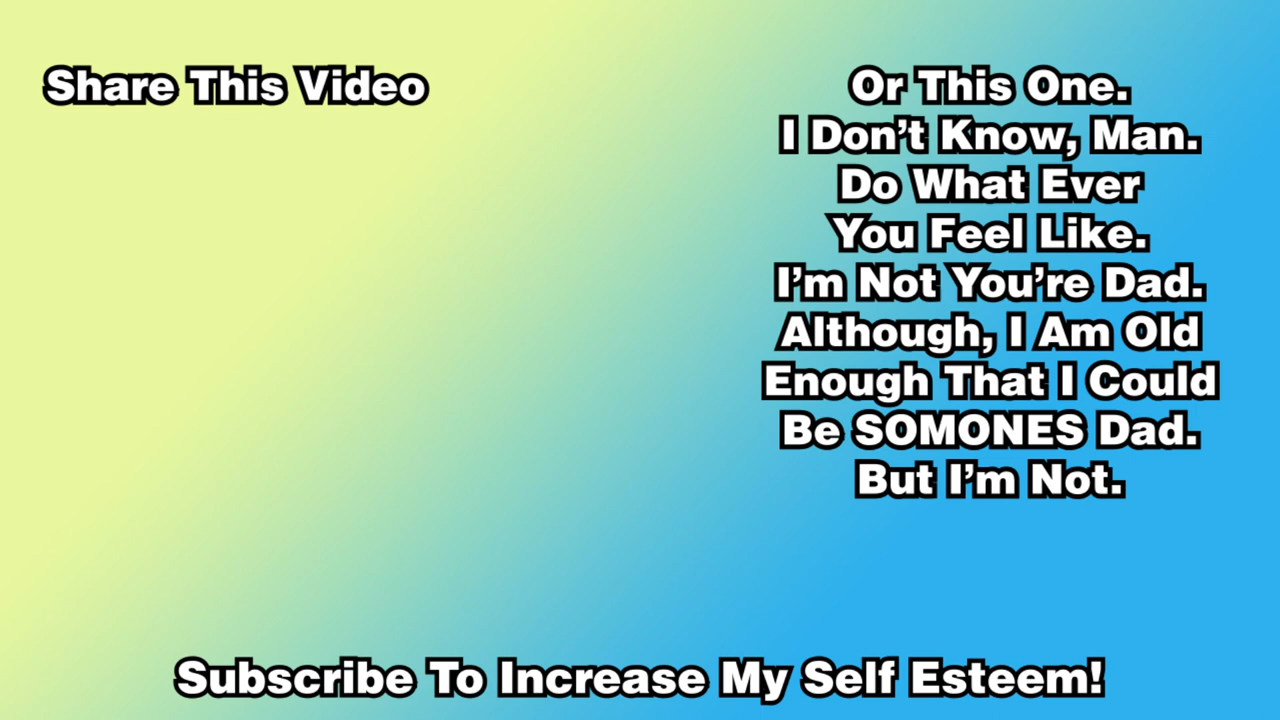 Share This Video
Or This One.
I Don’t Know, Man.
Do What Ever
You Feel Like.
I’m Not You’re Dad.
Although, I Am Old
Enough That I Could
Be SOMONES Dad.
But I’m Not.
Subscribe To Increase My Self Esteem!